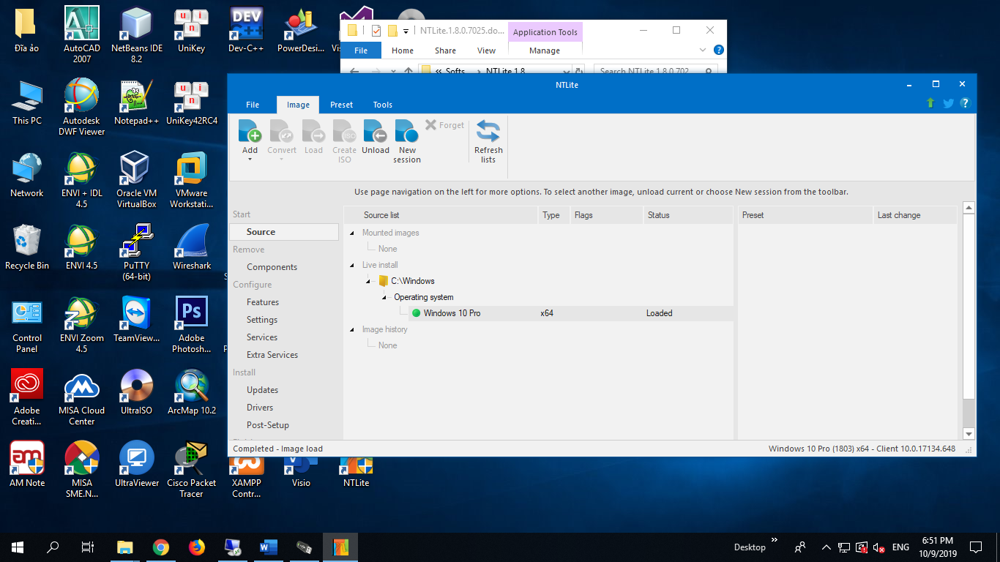 Đĩa ảo
AutoCAD 2007
NetBeans IDE 8.2
UniKey
Dev-C++
PowerDesi...
This PC
Autodesk DWF Viewer
Notepad++
UniKey42RC4
Network
ENVI + IDL 4.5
Oracle VM VirtualBox
VMware Workstati...
Recycle Bin
ENVI 4.5
PuTTY (64-bit)
Wireshark
Control Panel
ENVI Zoom 4.5
TeamView...
Adobe Photosh...
Adobe Creati...
MISA Cloud Center
UltraISO
ArcMap 10.2
AM Note
MISA SME.N...
UltraViewer
Cisco Packet Tracer
XAMPP Contr...
Visio
NTLite
NTLite.1.8.0.7025.do...
Application Tools
File
Home
Share
View
Manage
« Softs
NTLite 1.8
Search NTLite 1.8.0.702
NTLite
File
Image
Preset
Tools
Add
Convert
Load
Create ISO
Unload
New session
Forget
Refresh lists
Use page navigation on the left for more options. To select another image, unload current or choose New session from the toolbar.
Start
Source
Remove
Components
Configure
Features
Settings
Services
Extra Services
Install
Updates
Drivers
Post-Setup
Source list
Type
Flags
Status
Preset
Last change
Mounted images
None
Live install
C:\Windows
Operating system
Windows 10 Pro
x64
Loaded
Image history
None
Completed - Image load
Windows 10 Pro (1803) x64 - Client 10.0.17134.648
Desktop
ENG
6:51 PM
10/9/2019